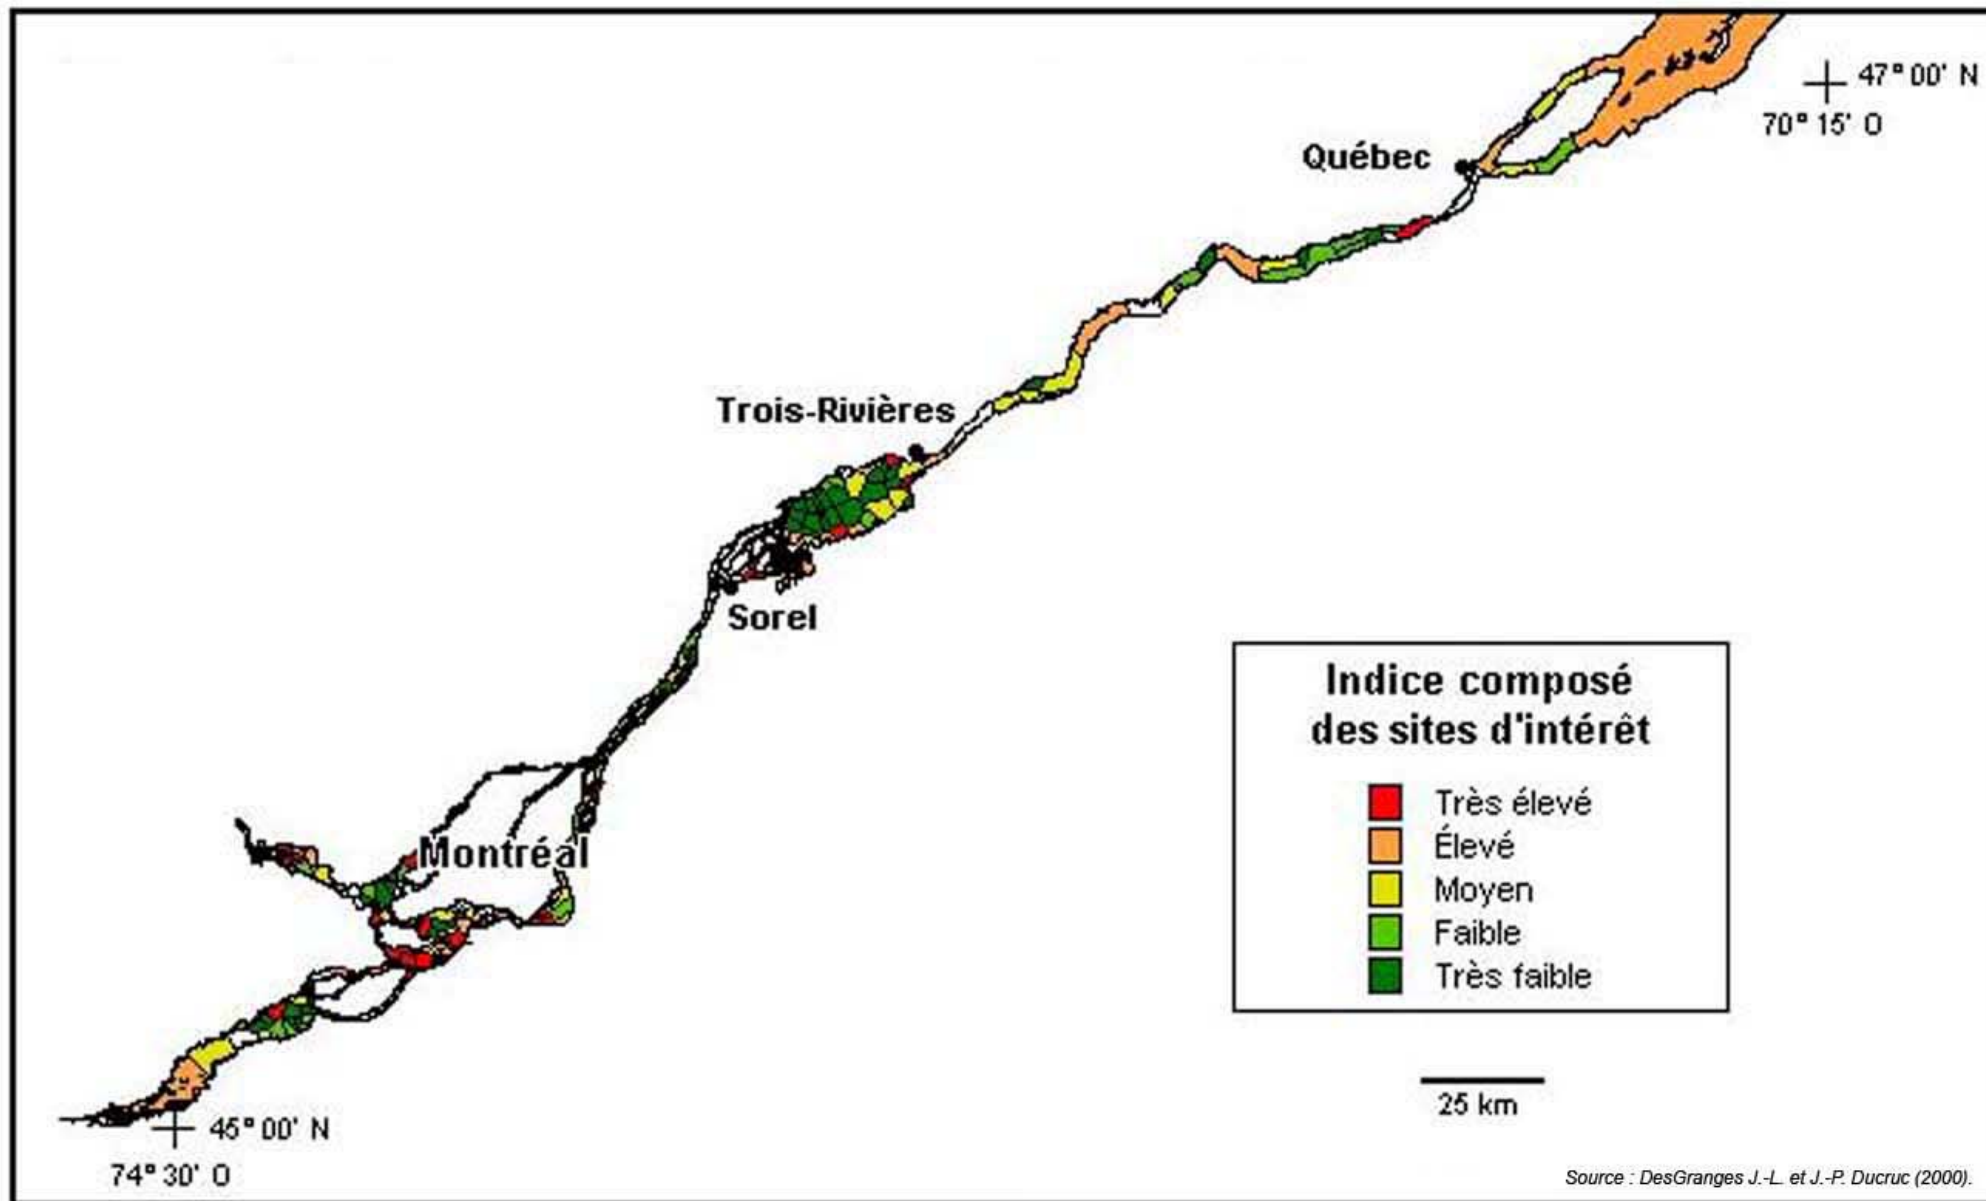 47° 00' N
70° 15' O
Québec
Trois-Rivières
Sorel
Montréal
45° 00' N
74° 30' O
Indice composé
des sites d'intérêt
Très élevé
Élevé
Moyen
Faible
Très faible
25 km
Source : DesGranges J.-L. et J.-P. Ducruc (2000).